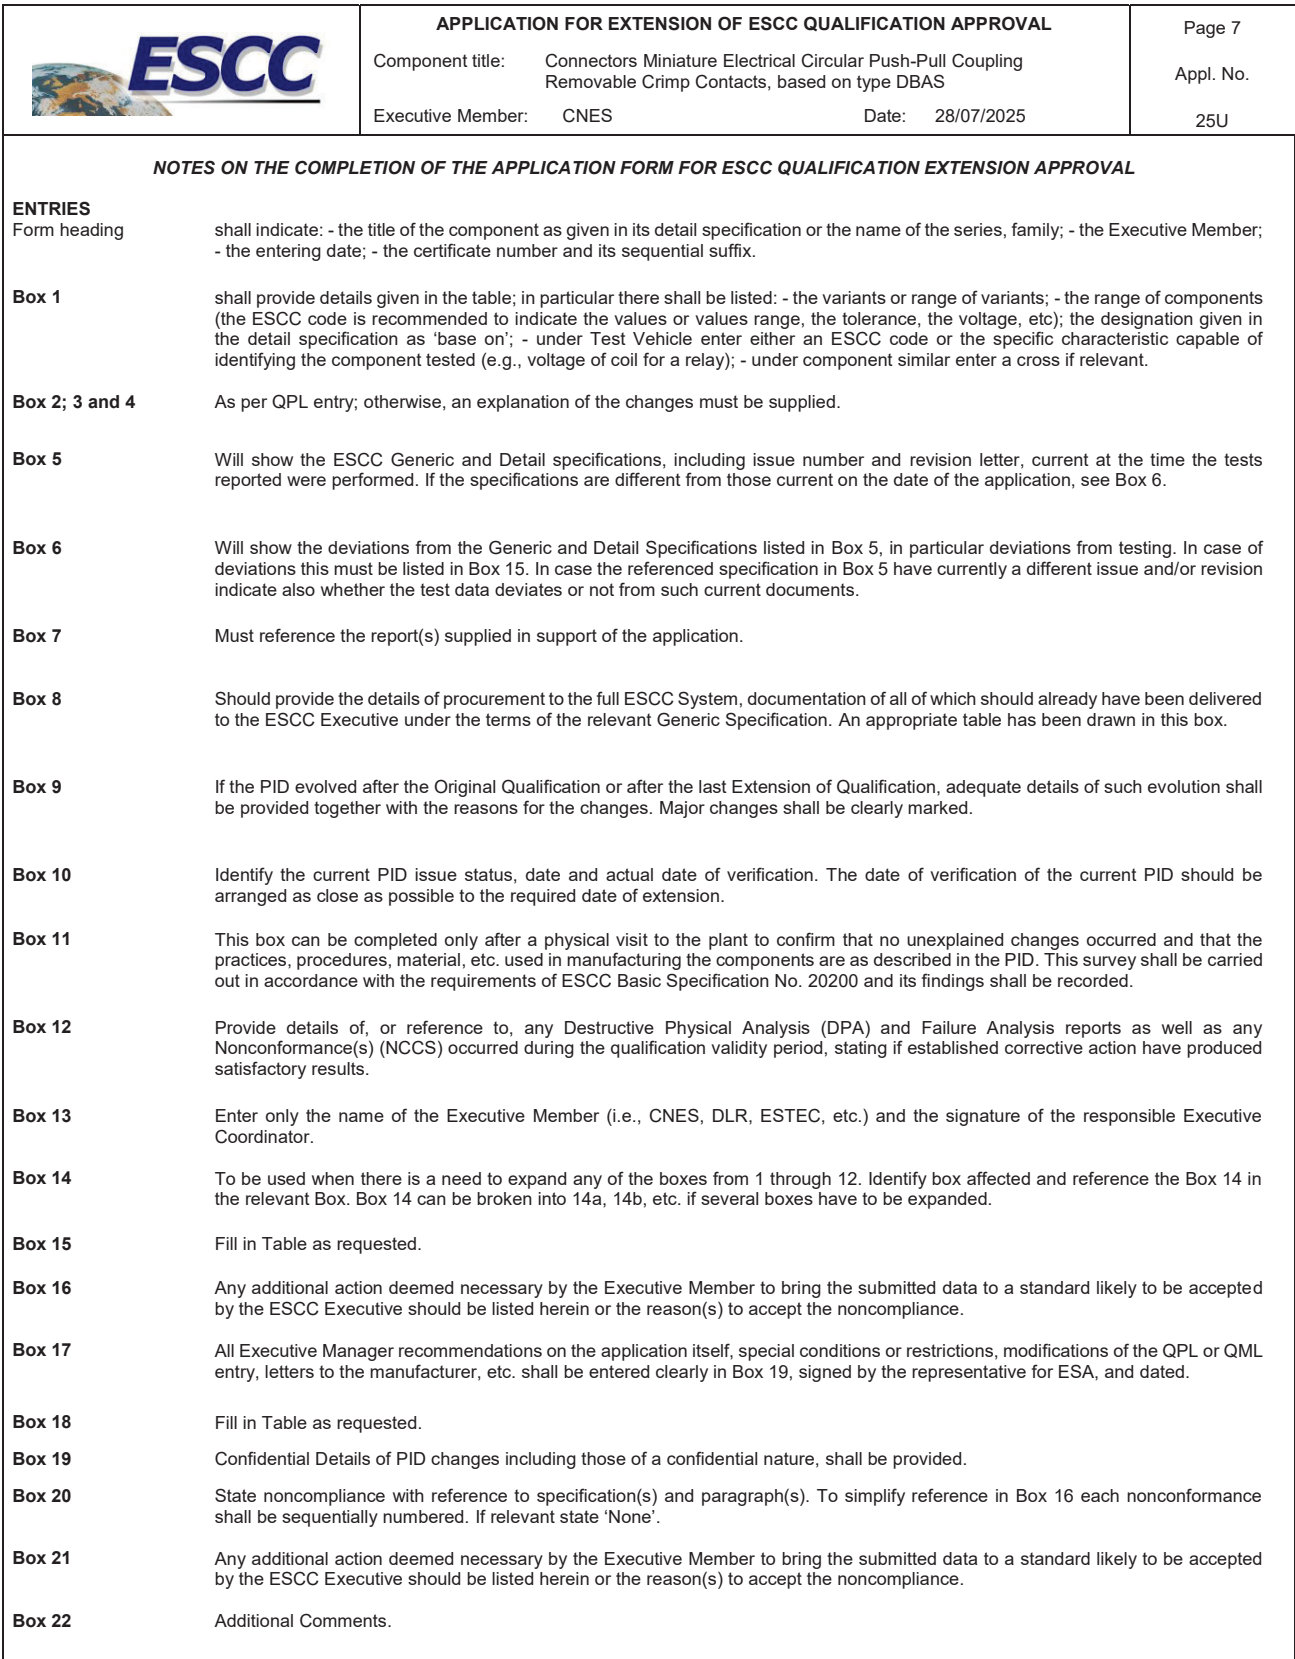 ESCC
APPLICATION FOR EXTENSION OF ESCC QUALIFICATION APPROVAL
Component title: Connectors Miniature Electrical Circular Push-Pull Coupling
Removable Crimp Contacts, based on type DBAS
Executive Member: CNES Date: 28/07/2025
Page 7
Appl. No.
25U
NOTES ON THE COMPLETION OF THE APPLICATION FORM FOR ESCC QUALIFICATION EXTENSION APPROVAL
ENTRIES
Form heading shall indicate: - the title of the component as given in its detail specification or the name of the series, family; - the Executive Member;
- the entering date; - the certificate number and its sequential suffix.
Box 1 shall provide details given in the table; in particular there shall be listed: - the variants or range of variants; - the range of components
(the ESCC code is recommended to indicate the values or values range, the tolerance, the voltage, etc); the designation given in
the detail specification as ‘base on’; - under Test Vehicle enter either an ESCC code or the specific characteristic capable of
identifying the component tested (e.g., voltage of coil for a relay); - under component similar enter a cross if relevant.
Box 2; 3 and 4 As per QPL entry; otherwise, an explanation of the changes must be supplied.
Box 5 Will show the ESCC Generic and Detail specifications, including issue number and revision letter, current at the time the tests
reported were performed. If the specifications are different from those current on the date of the application, see Box 6.
Box 6 Will show the deviations from the Generic and Detail Specifications listed in Box 5, in particular deviations from testing. In case of
deviations this must be listed in Box 15. In case the referenced specification in Box 5 have currently a different issue and/or revision
indicate also whether the test data deviates or not from such current documents.
Box 7 Must reference the report(s) supplied in support of the application.
Box 8 Should provide the details of procurement to the full ESCC System, documentation of all of which should already have been delivered
to the ESCC Executive under the terms of the relevant Generic Specification. An appropriate table has been drawn in this box.
Box 9 If the PID evolved after the Original Qualification or after the last Extension of Qualification, adequate details of such evolution shall
be provided together with the reasons for the changes. Major changes shall be clearly marked.
Box 10 Identify the current PID issue status, date and actual date of verification. The date of verification of the current PID should be
arranged as close as possible to the required date of extension.
Box 11 This box can be completed only after a physical visit to the plant to confirm that no unexplained changes occurred and that the
practices, procedures, material, etc. used in manufacturing the components are as described in the PID. This survey shall be carried
out in accordance with the requirements of ESCC Basic Specification No. 20200 and its findings shall be recorded.
Box 12 Provide details of, or reference to, any Destructive Physical Analysis (DPA) and Failure Analysis reports as well as any
Nonconformance(s) (NCCS) occurred during the qualification validity period, stating if established corrective action have produced
satisfactory results.
Box 13 Enter only the name of the Executive Member (i.e., CNES, DLR, ESTEC, etc.) and the signature of the responsible Executive
Coordinator.
Box 14 To be used when there is a need to expand any of the boxes from 1 through 12. Identify box affected and reference the Box 14 in
the relevant Box. Box 14 can be broken into 14a, 14b, etc. if several boxes have to be expanded.
Box 15 Fill in Table as requested.
Box 16 Any additional action deemed necessary by the Executive Member to bring the submitted data to a standard likely to be accepted
by the ESCC Executive should be listed herein or the reason(s) to accept the noncompliance.
Box 17 All Executive Manager recommendations on the application itself, special conditions or restrictions, modifications of the QPL or QML
entry, letters to the manufacturer, etc. shall be entered clearly in Box 19, signed by the representative for ESA, and dated.
Box 18 Fill in Table as requested.
Box 19 Confidential Details of PID changes including those of a confidential nature, shall be provided.
Box 20 State noncompliance with reference to specification(s) and paragraph(s). To simplify reference in Box 16 each nonconformance
shall be sequentially numbered. If relevant state ‘None’.
Box 21 Any additional action deemed necessary by the Executive Member to bring the submitted data to a standard likely to be accepted
by the ESCC Executive should be listed herein or the reason(s) to accept the noncompliance.
Box 22 Additional Comments.